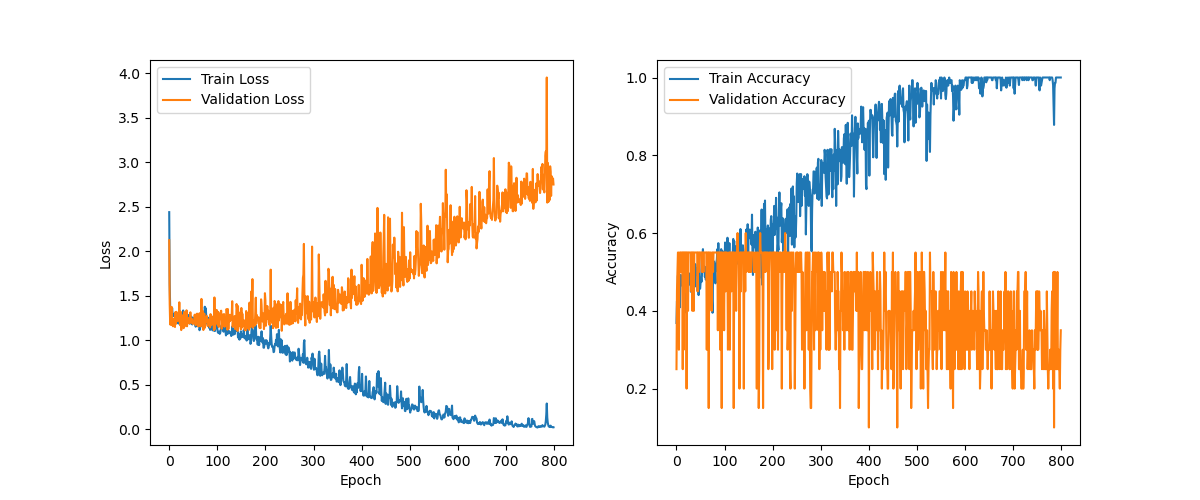 Train Loss
Validation Loss
Loss
4.0
3.5
3.0
2.5
2.0
1.5
1.0
0.5
0.0
0 100 200 300 400 500 600 700 800
Epoch
Train Accuracy
Validation Accuracy
Accuracy
1.0
0.8
0.6
0.4
0.2
0 100 200 300 400 500 600 700 800
Epoch